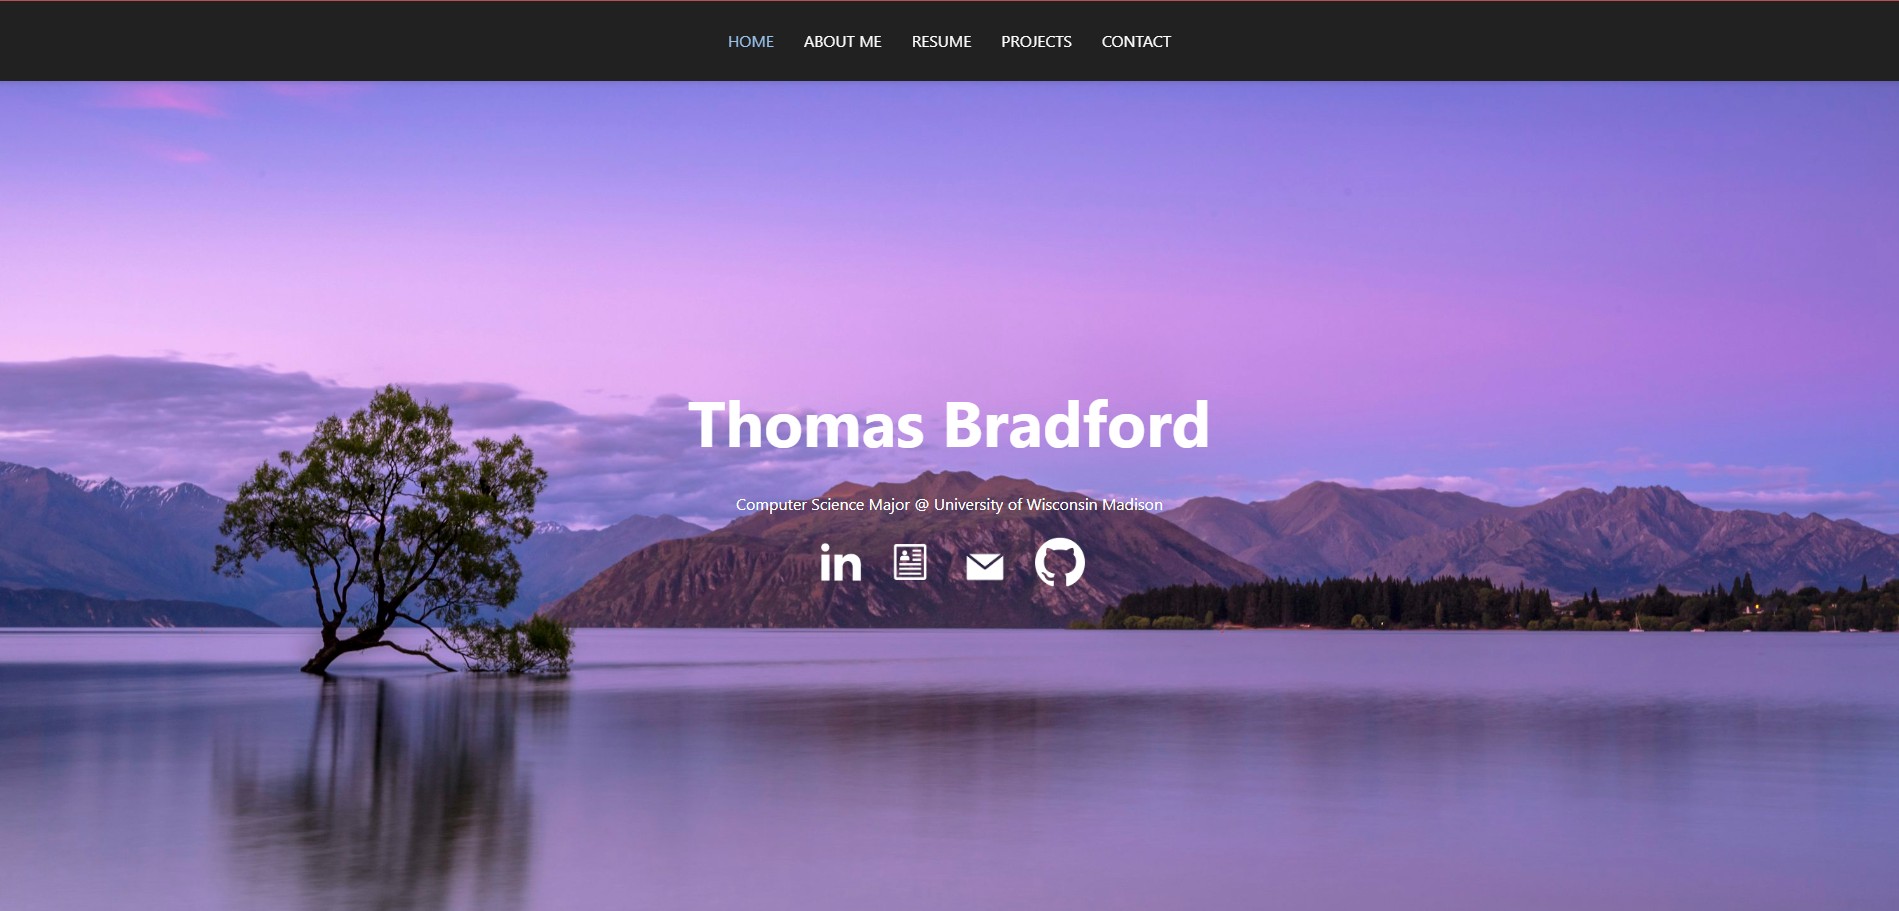 HOME ABOUT ME RESUME PROJECTS CONTACT
Thomas Bradford
Computer Science Major @ University of Wisconsin Madison
in